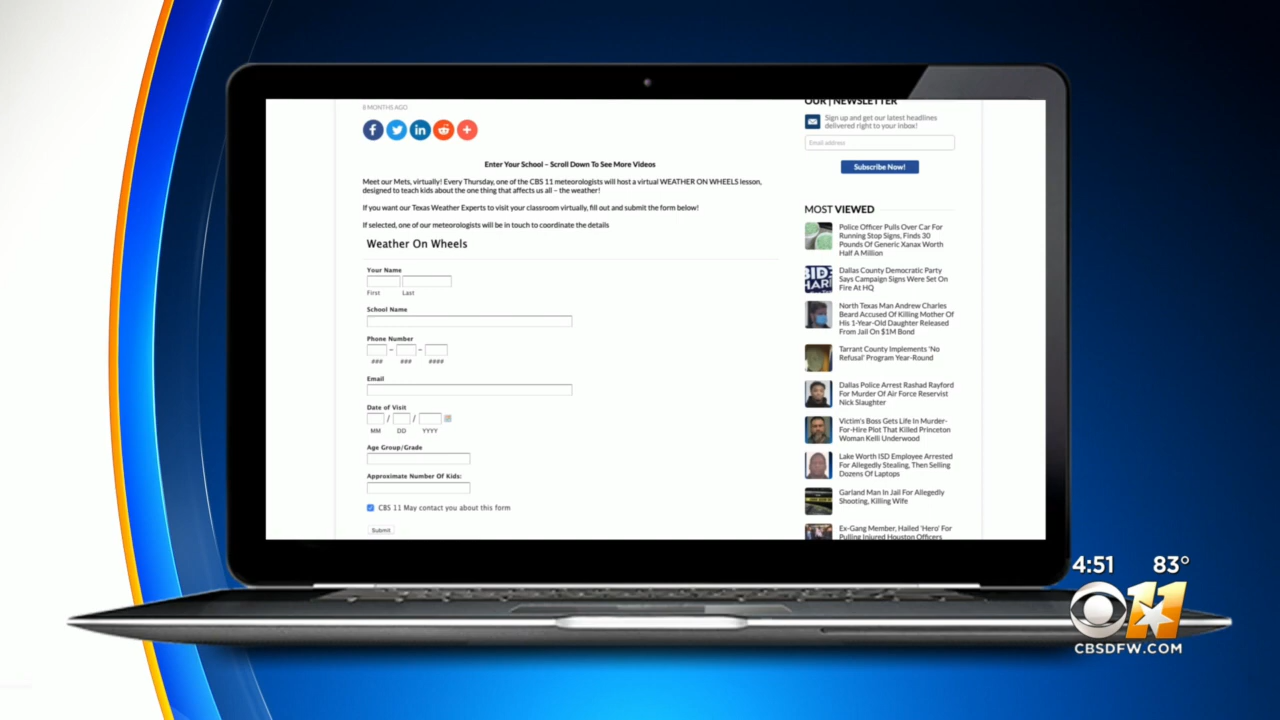 8 MONTHS AGO
Enter Your School – Scroll Down To See More Videos
Meet our Mets, virtually! Every Thursday, one of the CBS 11 meteorologists will host a virtual WEATHER ON WHEELS lesson,
designed to teach kids about the one thing that affects us all – the weather!
If you want our Texas Weather Experts to visit your classroom virtually, fill out and submit the form below!
If selected, one of our meteorologists will be in touch to coordinate the details
Weather On Wheels
Your Name
First Last
School Name
Phone Number
- -
### ### ####
Email
Date of Visit
/ /
MM DD YYYY
Age Group/Grade
Approximate Number Of Kids:
CBS 11 May contact you about this form
Submit
OUR | NEWSLETTER
Sign up and get our latest headlines
delivered right to your inbox!
Email address
Subscribe Now!
MOST VIEWED
Police Officer Pulls Over Car For
Running Stop Signs, Finds 30
Pounds Of Generic Xanax Worth
Half A Million
BID
HARI
Dallas County Democratic Party
Says Campaign Signs Were Set On
Fire At HQ
North Texas Man Andrew Charles
Beard Accused Of Killing Mother Of
His 1-Year-Old Daughter Released
From Jail On $1M Bond
Tarrant County Implements 'No
Refusal' Program Year-Round
Dallas Police Arrest Rashad Rayford
For Murder Of Air Force Reservist
Nick Slaughter
Victim's Boss Gets Life In Murder-
For-Hire Plot That Killed Princeton
Woman Kelli Underwood
Lake Worth ISD Employee Arrested
For Allegedly Stealing, Then Selling
Dozens Of Laptops
Garland Man In Jail For Allegedly
Shooting, Killing Wife
Ex-Gang Member, Hailed 'Hero' For
Pulling Injured Houston Officers
4:51 83°
11
CBSDFW.COM